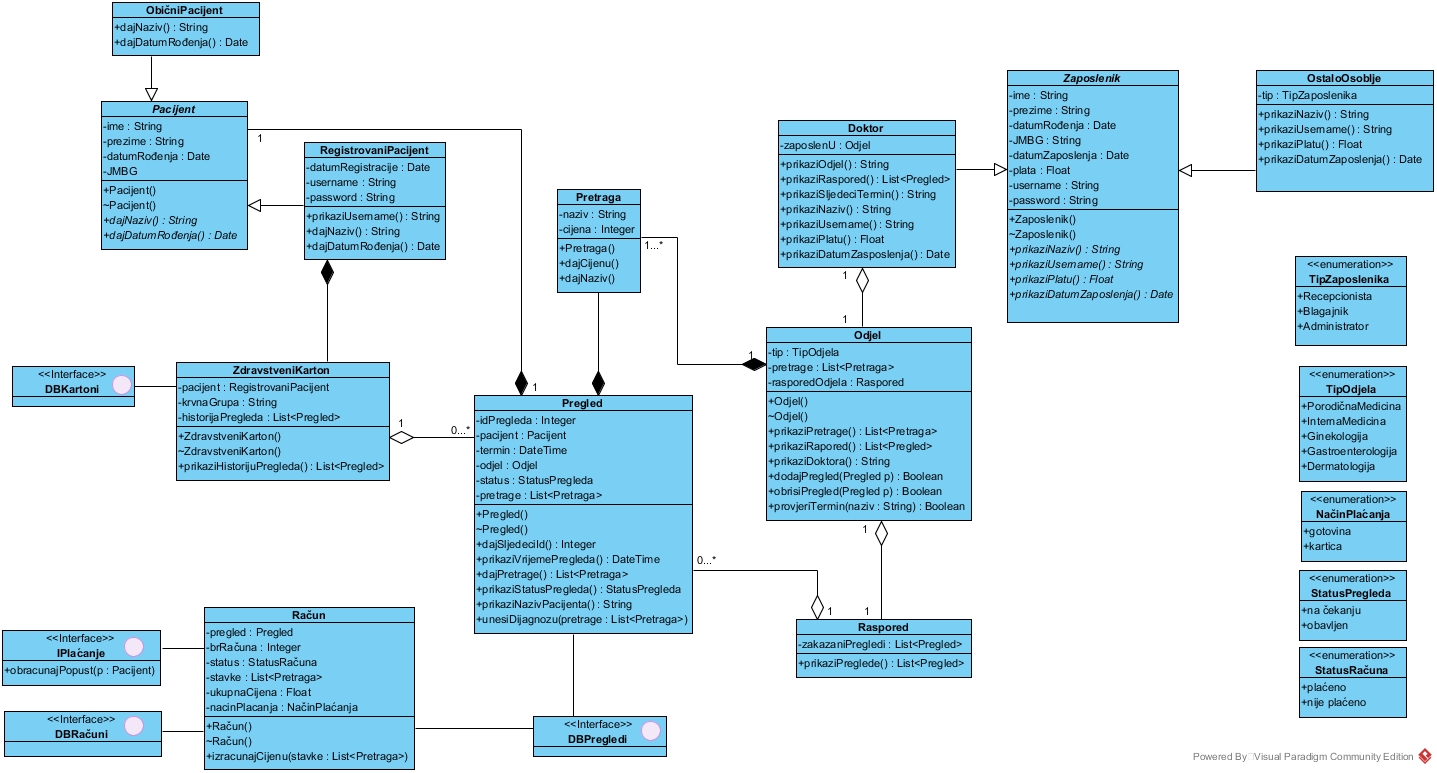 ObičniPacijent
+dajNaziv() : String
+dajDatumRođenja() : Date
Pacijent
-ime : String
-prezime : String
-datumRođenja : Date
-JMBG
+Pacijent()
~Pacijent()
+dajNaziv() : String
+dajDatumRođenja() : Date
1
RegistrovaniPacijent
-datumRegistracije : Date
-username : String
-password : String
+prikaziUsername() : String
+dajNaziv() : String
+dajDatumRođenja() : Date
Pretraga
-naziv : String
-cijena : Integer
+Pretraga()
+dajCijenu()
+dajNaziv()
1...*
Doktor
-zaposlenU : Odjel
+prikaziOdjel() : String
+prikaziRaspored() : List<Pregled>
+prikaziSljedeciTermin() : String
+prikaziNaziv() : String
+prikaziUsername() : String
+prikaziPlatu() : Float
+prikaziDatumZasposlenja() : Date
1
1
Zaposlenik
-ime : String
-prezime : String
-datumRođenja : Date
-JMBG : String
-datumZaposlenja : Date
-plata : Float
-username : String
-password : String
+Zaposlenik()
~Zaposlenik()
+prikaziNaziv() : String
+prikaziUsername() : String
+prikaziPlatu() : Float
+prikaziDatumZaposlenja() : Date
OstaloOsoblje
-tip : TipZaposlenika
+prikaziNaziv() : String
+prikaziUsername() : String
+prikaziPlatu() : Float
+prikaziDatumZaposlenja() : Date
<<enumeration>>
TipZaposlenika
+Recepcionista
+Blagajnik
+Administrator
<<enumeration>>
TipOdjela
+PorodičnaMedicina
+InternaMedicina
+Ginekologija
+Gastroenterologija
+Dermatologija
<<enumeration>>
NačinPlaćanja
+gotovina
+kartica
<<enumeration>>
StatusPregleda
+na čekanju
+obavljen
<<enumeration>>
StatusRačuna
+plaćeno
+nije plaćeno
Odjel
-tip : TipOdjela
-pretrage : List<Pretraga>
-rasporedOdjela : Raspored
+Odjel()
~Odjel()
+prikaziPretrage() : List<Pretraga>
+prikaziRapored() : List<Pregled>
+prikaziDoktora() : String
+dodajPregled(Pregled p) : Boolean
+obrisiPregled(Pregled p) : Boolean
+provjeriTermin(naziv : String) : Boolean
1
1
1
<<Interface>>
DBKartoni
ZdravstveniKarton
-pacijent : RegistrovaniPacijent
-krvnaGrupa : String
-historijaPregleda : List<Pregled>
+ZdravstveniKarton()
~ZdravstveniKarton()
+prikaziHistorijuPregleda() : List<Pregled>
1
0...*
1
Pregled
-idPregleda : Integer
-pacijent : Pacijent
-termin : DateTime
-odjel : Odjel
-status : StatusPregleda
-pretrage : List<Pretraga>
+Pregled()
~Pregled()
+dajSljedeciId() : Integer
+prikaziVrijemePregleda() : DateTime
+dajPretrage() : List<Pretraga>
+prikaziStatusPregleda() : StatusPregleda
+prikaziNazivPacijenta() : String
+unesiDijagnozu(pretrage : List<Pretraga>)
0...*
1
Raspored
-zakazaniPregledi : List<Pregled>
+prikaziPreglede() : List<Pregled>
<<Interface>>
IPlaćanje
+obracunajPopust(p : Pacijent)
<<Interface>>
DBRačuni
Račun
-pregled : Pregled
-brRačuna : Integer
-status : StatusRačuna
-stavke : List<Pretraga>
-ukupnaCijena : Float
-nacinPlacanja : NačinPlaćanja
+Račun()
~Račun()
+izracunajCijenu(stavke : List<Pretraga>)
<<Interface>>
DBPregledi
Powered By Visual Paradigm Community Edition